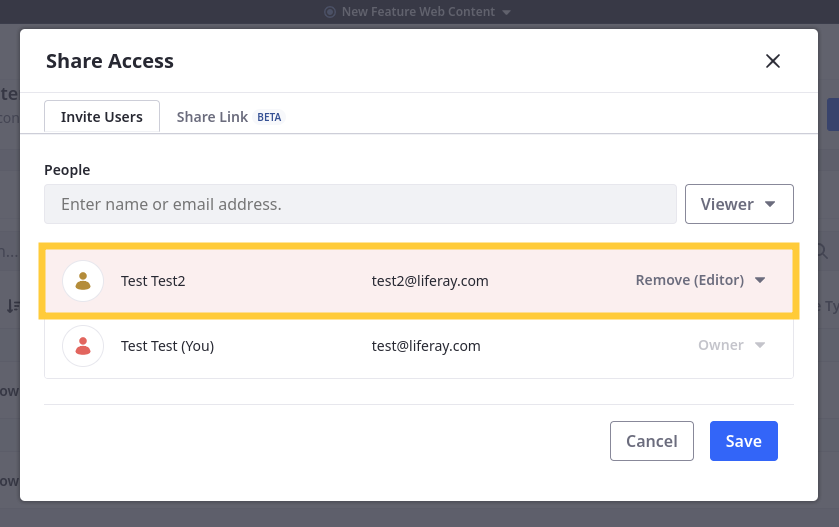 New Feature Web Content
Share Access
Invite Users
Share Link BETA
People
Enter name or email address.
Viewer
Test Test2 test2@liferay.com Remove (Editor)
Test Test (You) test@liferay.com Owner
Cancel
Save